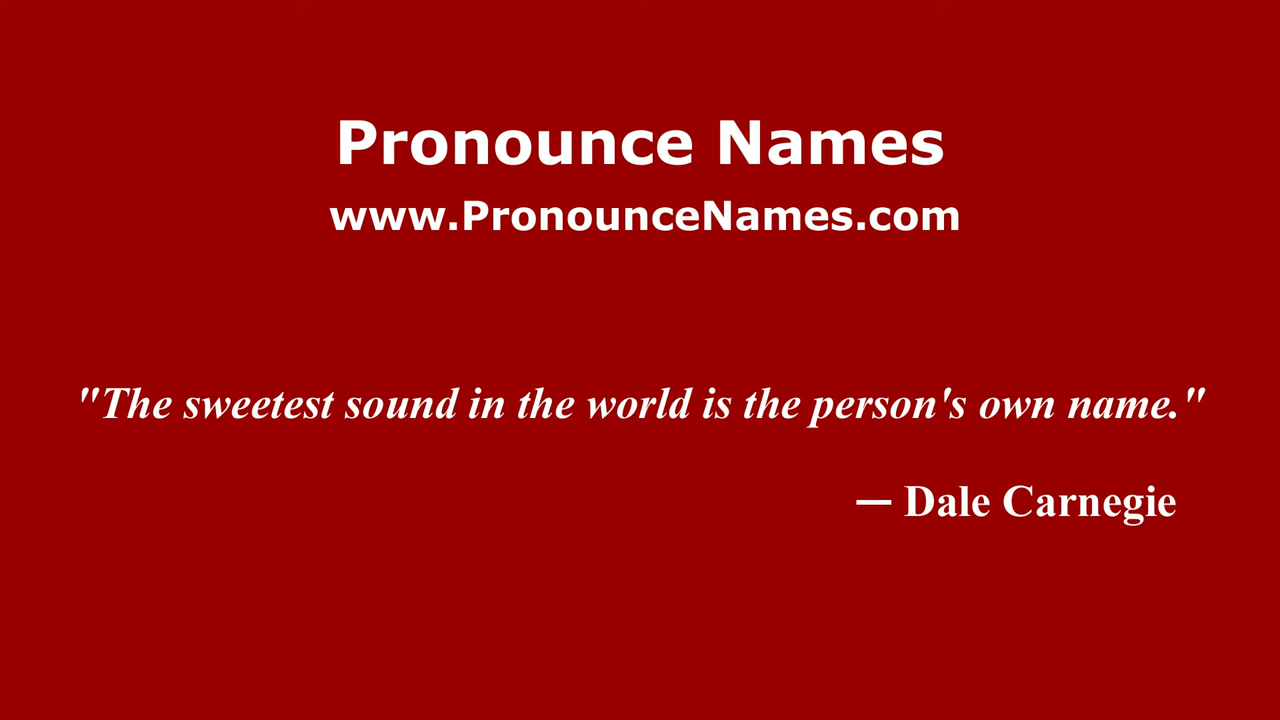 Pronounce Names
www.PronounceNames.com
"The sweetest sound in the world is the person's own name."
— Dale Carnegie